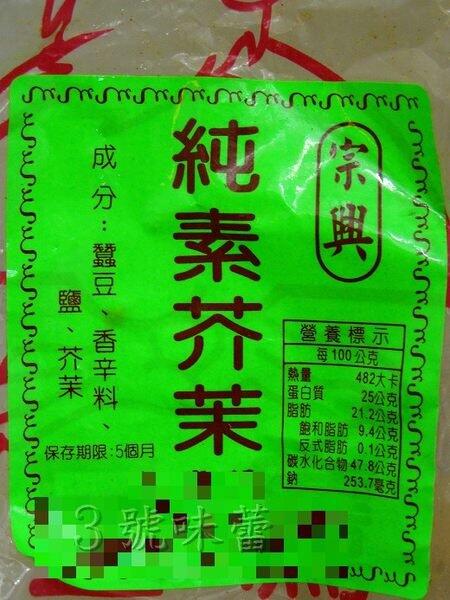 宗興
純素芥茉
成分：蠶豆、香辛料、
鹽、芥茉
保存期限：5個月
營養標示
每100公克
熱量 482大卡
蛋白質 25公克
脂肪 21.2公克
飽和脂肪 9.4公克
反式脂肪 0.1公克
碳水化合物 47.8公克
鈉 253.7毫克
3號味蕾